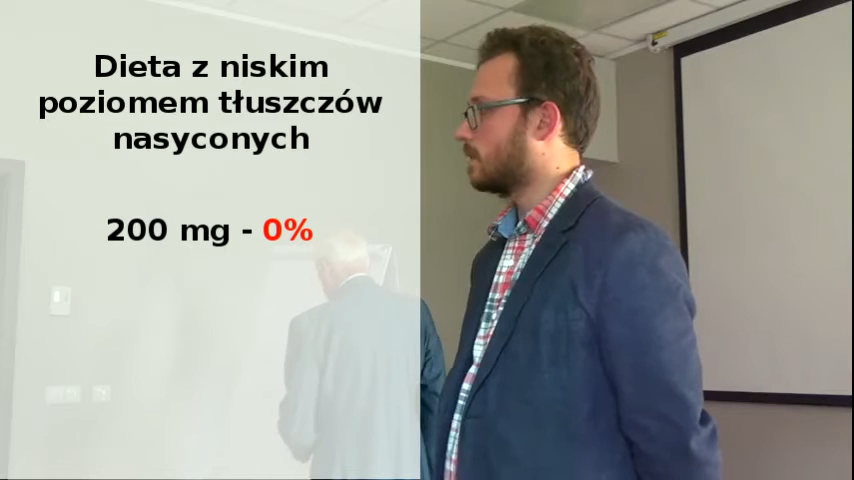 Dieta z niskim
poziomem tłuszczów
nasyconych
200 mg - 0%